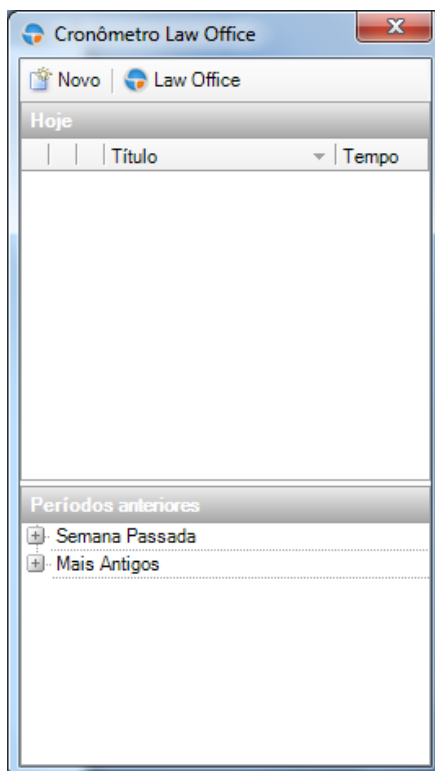 Cronômetro Law Office
Novo Law Office
Hoje
Título Tempo
Períodos anteriores
Semana Passada
Mais Antigos